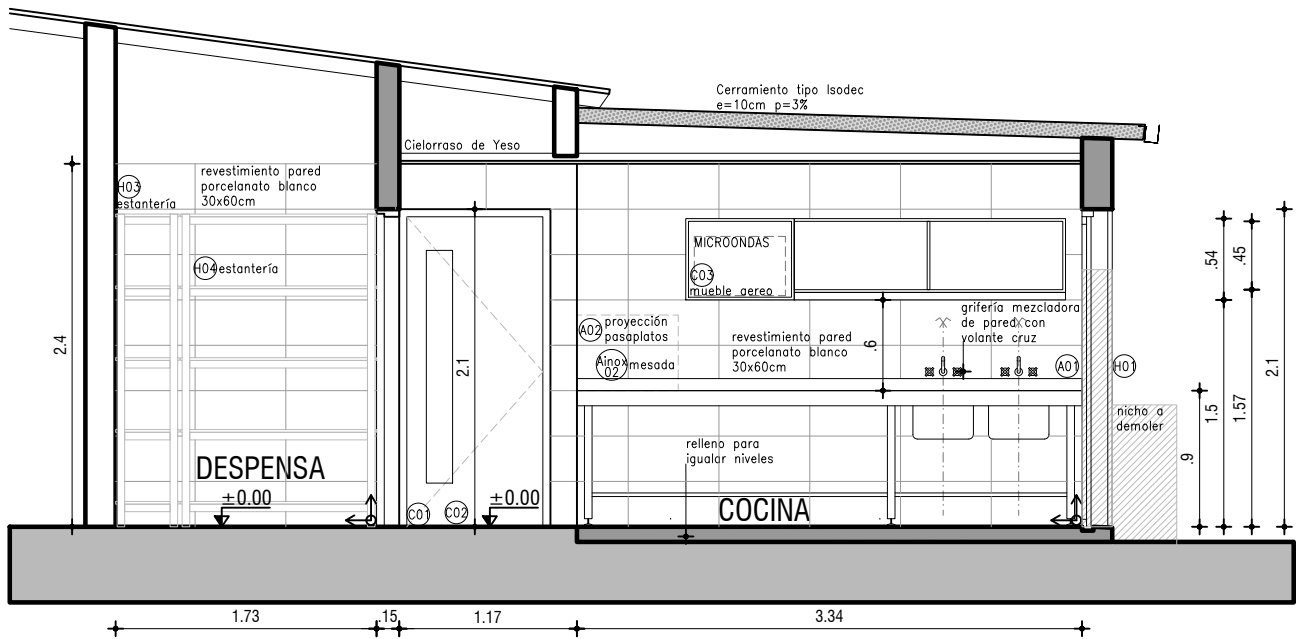 Cerramiento tipo Isodec
e=10cm p=3%
Cielorraso de Yeso
revestimiento pared
porcelanato blanco
30x60cm
H03
estantería
H04 estantería
MICROONDAS
C03
mueble aereo
.54
.45
grifería mezcladora
de pared con
volante cruz
A02
proyección
pasaplatos
Ainox
02
mesada
revestimiento pared
porcelanato blanco
30x60cm
.6
A01
H01
2.4
2.1
2.1
1.5
1.57
.9
nicho a
demoler
relleno para
igualar niveles
DESPENSA
±0.00
C01
C02
±0.00
COCINA
1.73
.15
1.17
3.34